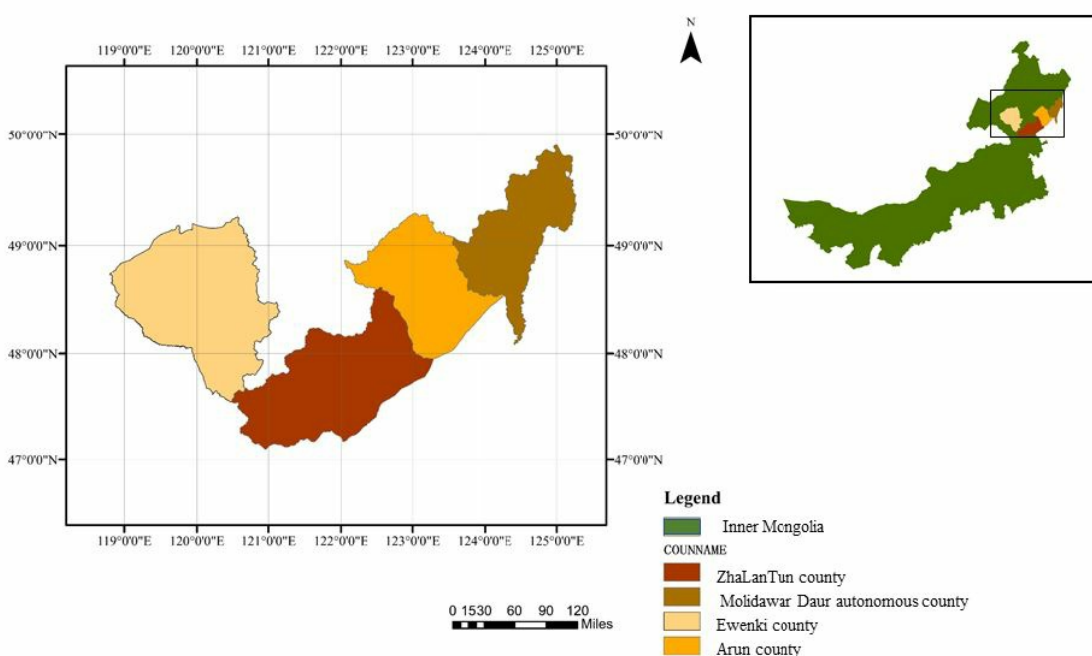 N
119°0'0"E 120°0'0"E 121°0'0"E 122°0'0"E 123°0'0"E 124°0'0"E 125°0'0"E
50°0'0"N 50°0'0"N
49°0'0"N 49°0'0"N
48°0'0"N 48°0'0"N
47°0'0"N 47°0'0"N
119°0'0"E 120°0'0"E 121°0'0"E 122°0'0"E 123°0'0"E 124°0'0"E 125°0'0"E
0 15 30 60 90 120
Miles
Legend
Inner Mcngolia
COUNNAME
ZhaLanTun county
Molidawar Daur autonomous county
Ewenki county
Arun county